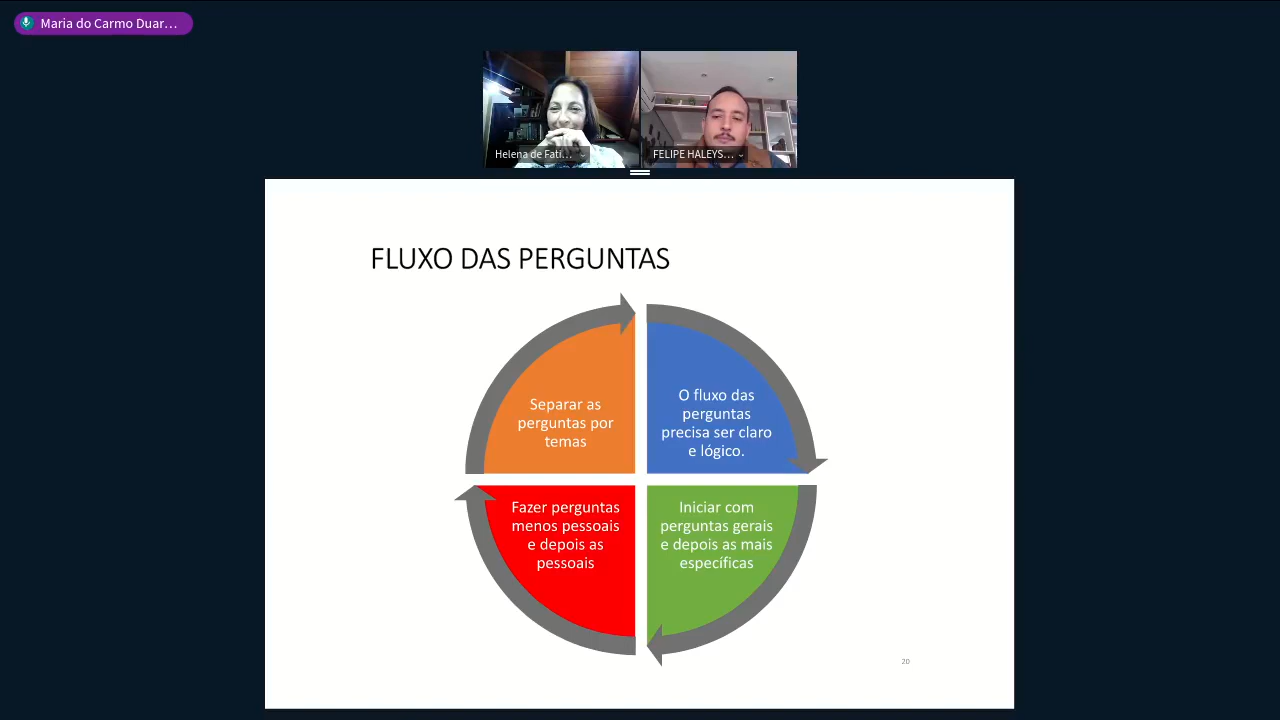 Maria do Carmo Duar…
Helena de Fati…
FELIPE HALEYS…
FLUXO DAS PERGUNTAS
Separar as
perguntas por
temas
O fluxo das
perguntas
precisa ser claro
e lógico.
Fazer perguntas
menos pessoais
e depois as
pessoais
Iniciar com
perguntas gerais
e depois as mais
específicas
20